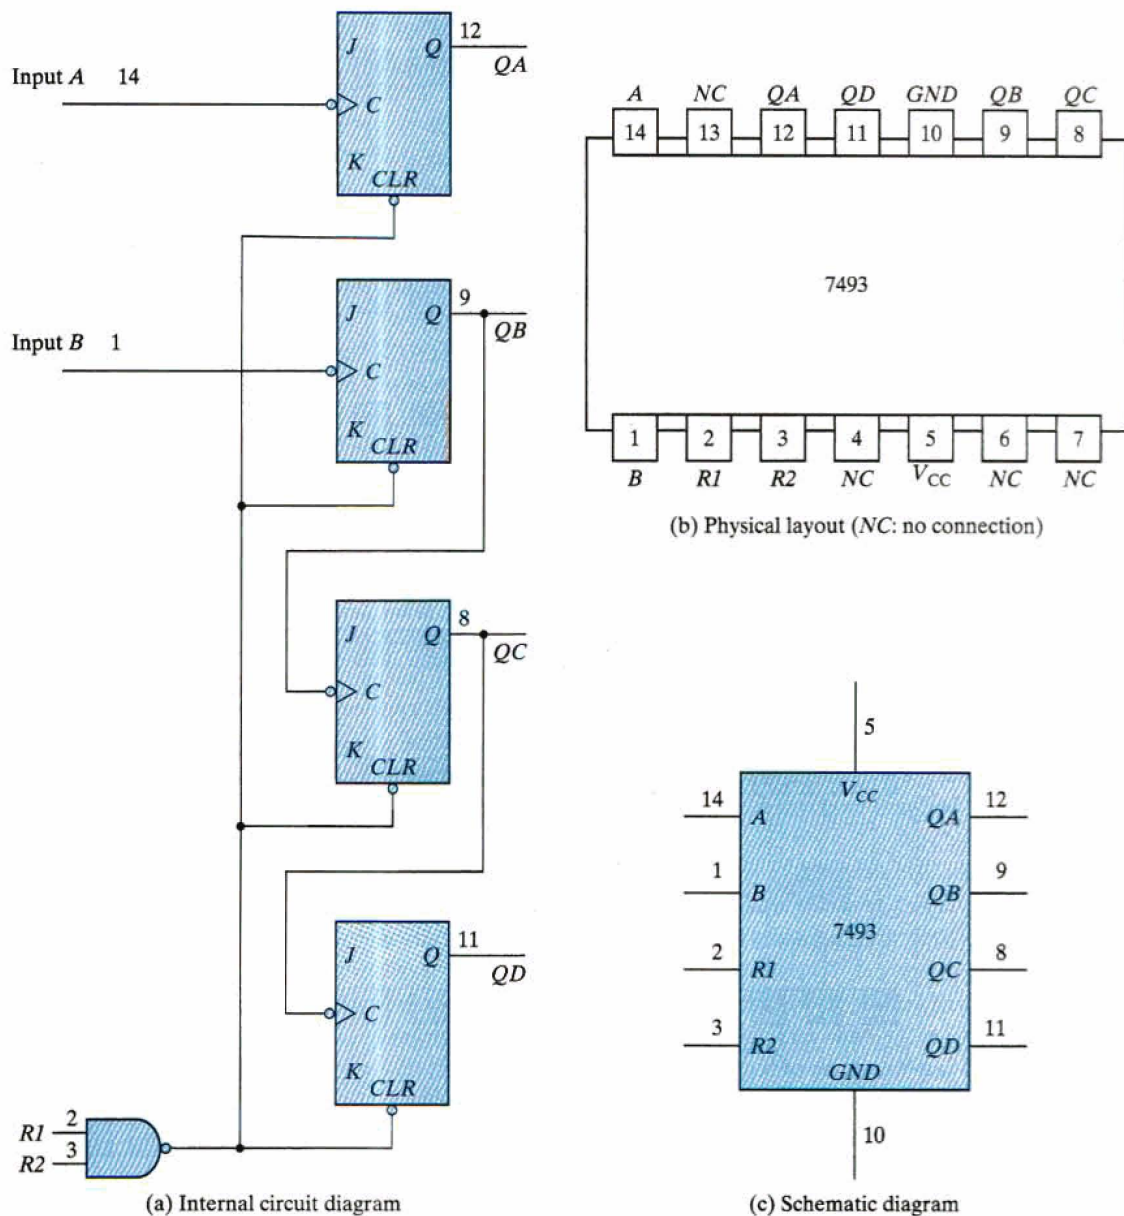 Input A 14
J Q 12
QA
C
K
CLR
Input B 1
J Q 9
QB
C
K
CLR
J Q 8
QC
C
K
CLR
J Q 11
QD
C
K
CLR
R1 2
R2 3
(a) Internal circuit diagram
A NC QA QD GND QB QC
14 13 12 11 10 9 8
7493
1 2 3 4 5 6 7
B R1 R2 NC VCC NC NC
(b) Physical layout (NC: no connection)
5
VCC
14 A QA 12
1 B QB 9
7493
2 R1 QC 8
3 R2 QD 11
GND
10
(c) Schematic diagram